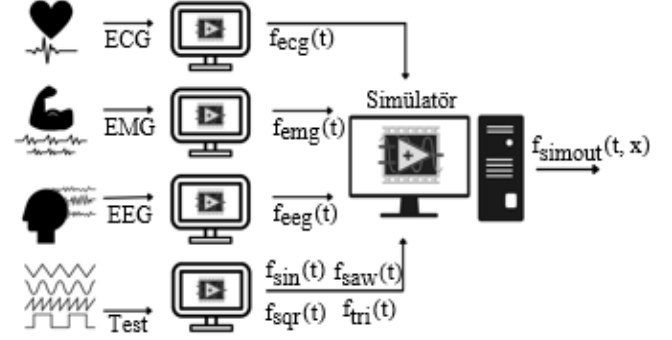 ECG
f_ecg(t)
Simülatör
EMG
f_emg(t)
f_simout(t, x)
EEG
f_eeg(t)
f_sin(t) f_saw(t)
Test
f_sqr(t) f_tri(t)